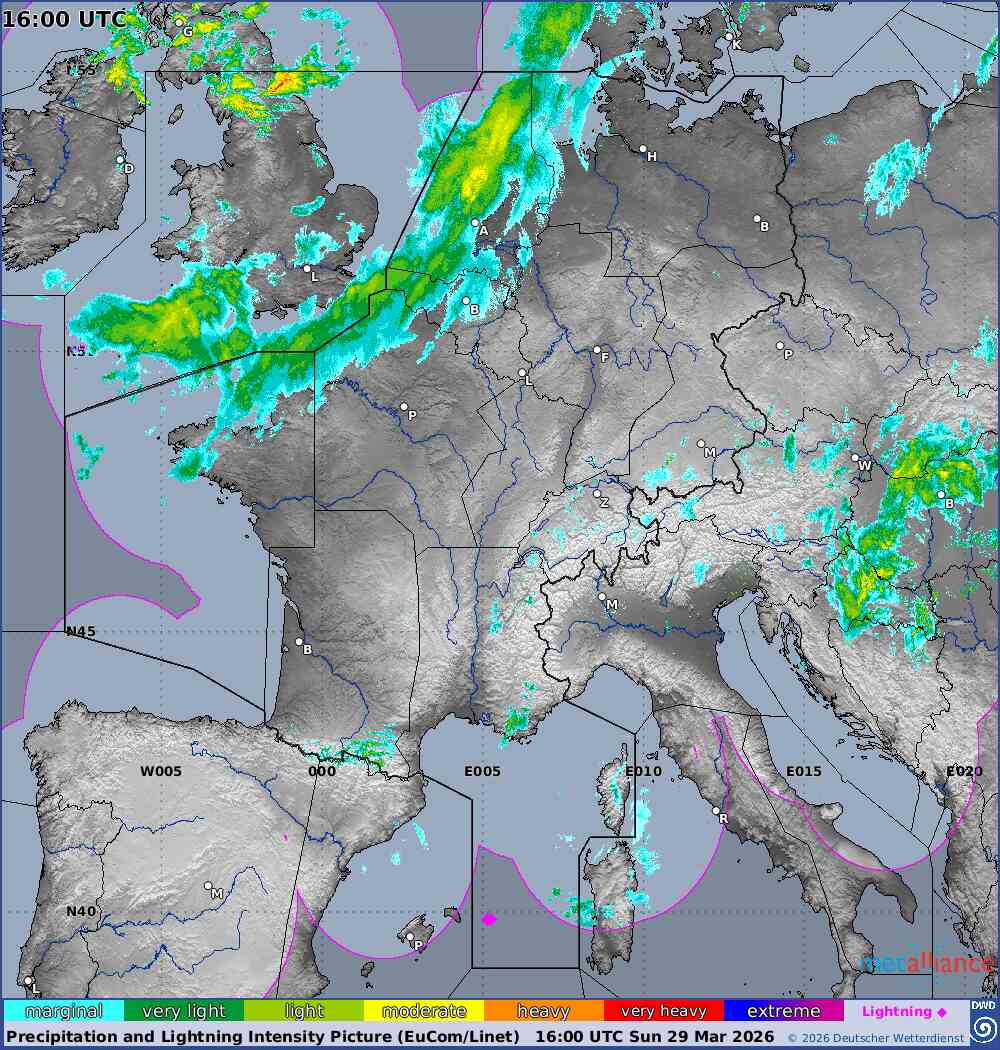 16:00 UTC
G
K
N55
D
H
A
B
L
B
N50
P
F
L
P
M
W
Z
B
M
N45
B
W005
000
E005
E010
E015
E020
R
M
N40
P
L
metalliance
marginal
very light
light
moderate
heavy
very heavy
extreme
Lightning ◆
DWD
Precipitation and Lightning Intensity Picture (EuCom/Linet) 16:00 UTC Sun 29 Mar 2026 © 2026 Deutscher Wetterdienst